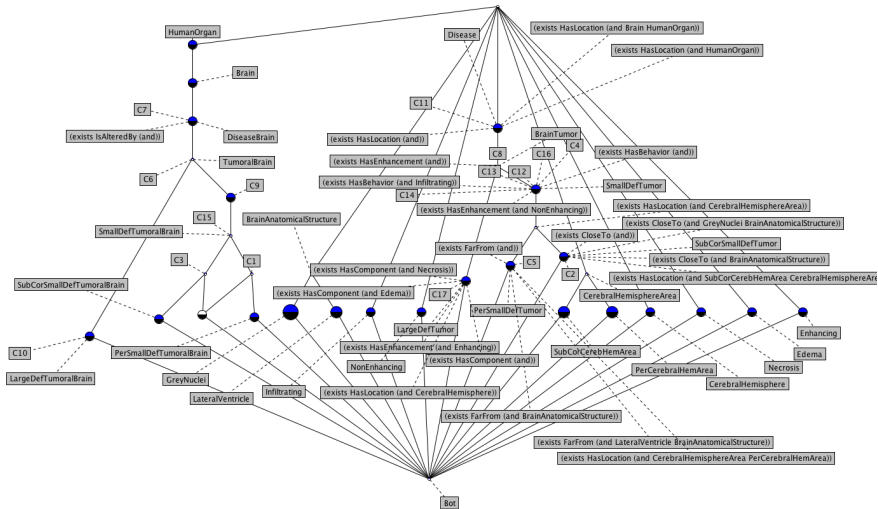 HumanOrgan
Disease
(exists HasLocation (and Brain HumanOrgan))
(exists HasLocation (and HumanOrgan))
Brain
C7
C11
(exists IsAlteredBy (and))
DiseaseBrain
(exists HasLocation (and))
BrainTumor
C8
C4
C16
(exists HasEnhancement (and))
(exists HasBehavior (and))
TumoralBrain
C6
C13
C12
(exists HasBehavior (and Infiltrating))
SmallDefTumor
C9
C14
(exists HasEnhancement (and NonEnhancing))
(exists HasLocation (and CerebralHemisphereArea))
C15
BrainAnatomicalStructure
(exists CloseTo (and GreyNuclei BrainAnatomicalStructure))
SmallDefTumoralBrain
(exists CloseTo (and))
(exists FarFrom (and))
SubCorSmallDefTumor
C3
C1
C5
(exists CloseTo (and BrainAnatomicalStructure))
(exists HasComponent (and Necrosis))
C2
(exists HasLocation (and SubCorCerebHemArea CerebralHemisphereArea
SubCorSmallDefTumoralBrain
(exists HasComponent (and Edema))
C17
CerebralHemisphereArea
PerSmallDefTumor
LargeDefTumor
Enhancing
(exists HasEnhancement (and Enhancing))
C10
PerSmallDefTumoralBrain
SubCorCerebHemArea
Edema
(exists HasComponent (and))
NonEnhancing
Necrosis
LargeDefTumoralBrain
GreyNuclei
PerCerebralHemArea
CerebralHemisphere
Infiltrating
(exists HasLocation (and CerebralHemisphere))
LateralVentricle
(exists FarFrom (and BrainAnatomicalStructure))
(exists FarFrom (and LateralVentricle BrainAnatomicalStructure))
(exists HasLocation (and CerebralHemisphereArea PerCerebralHemArea))
Bot